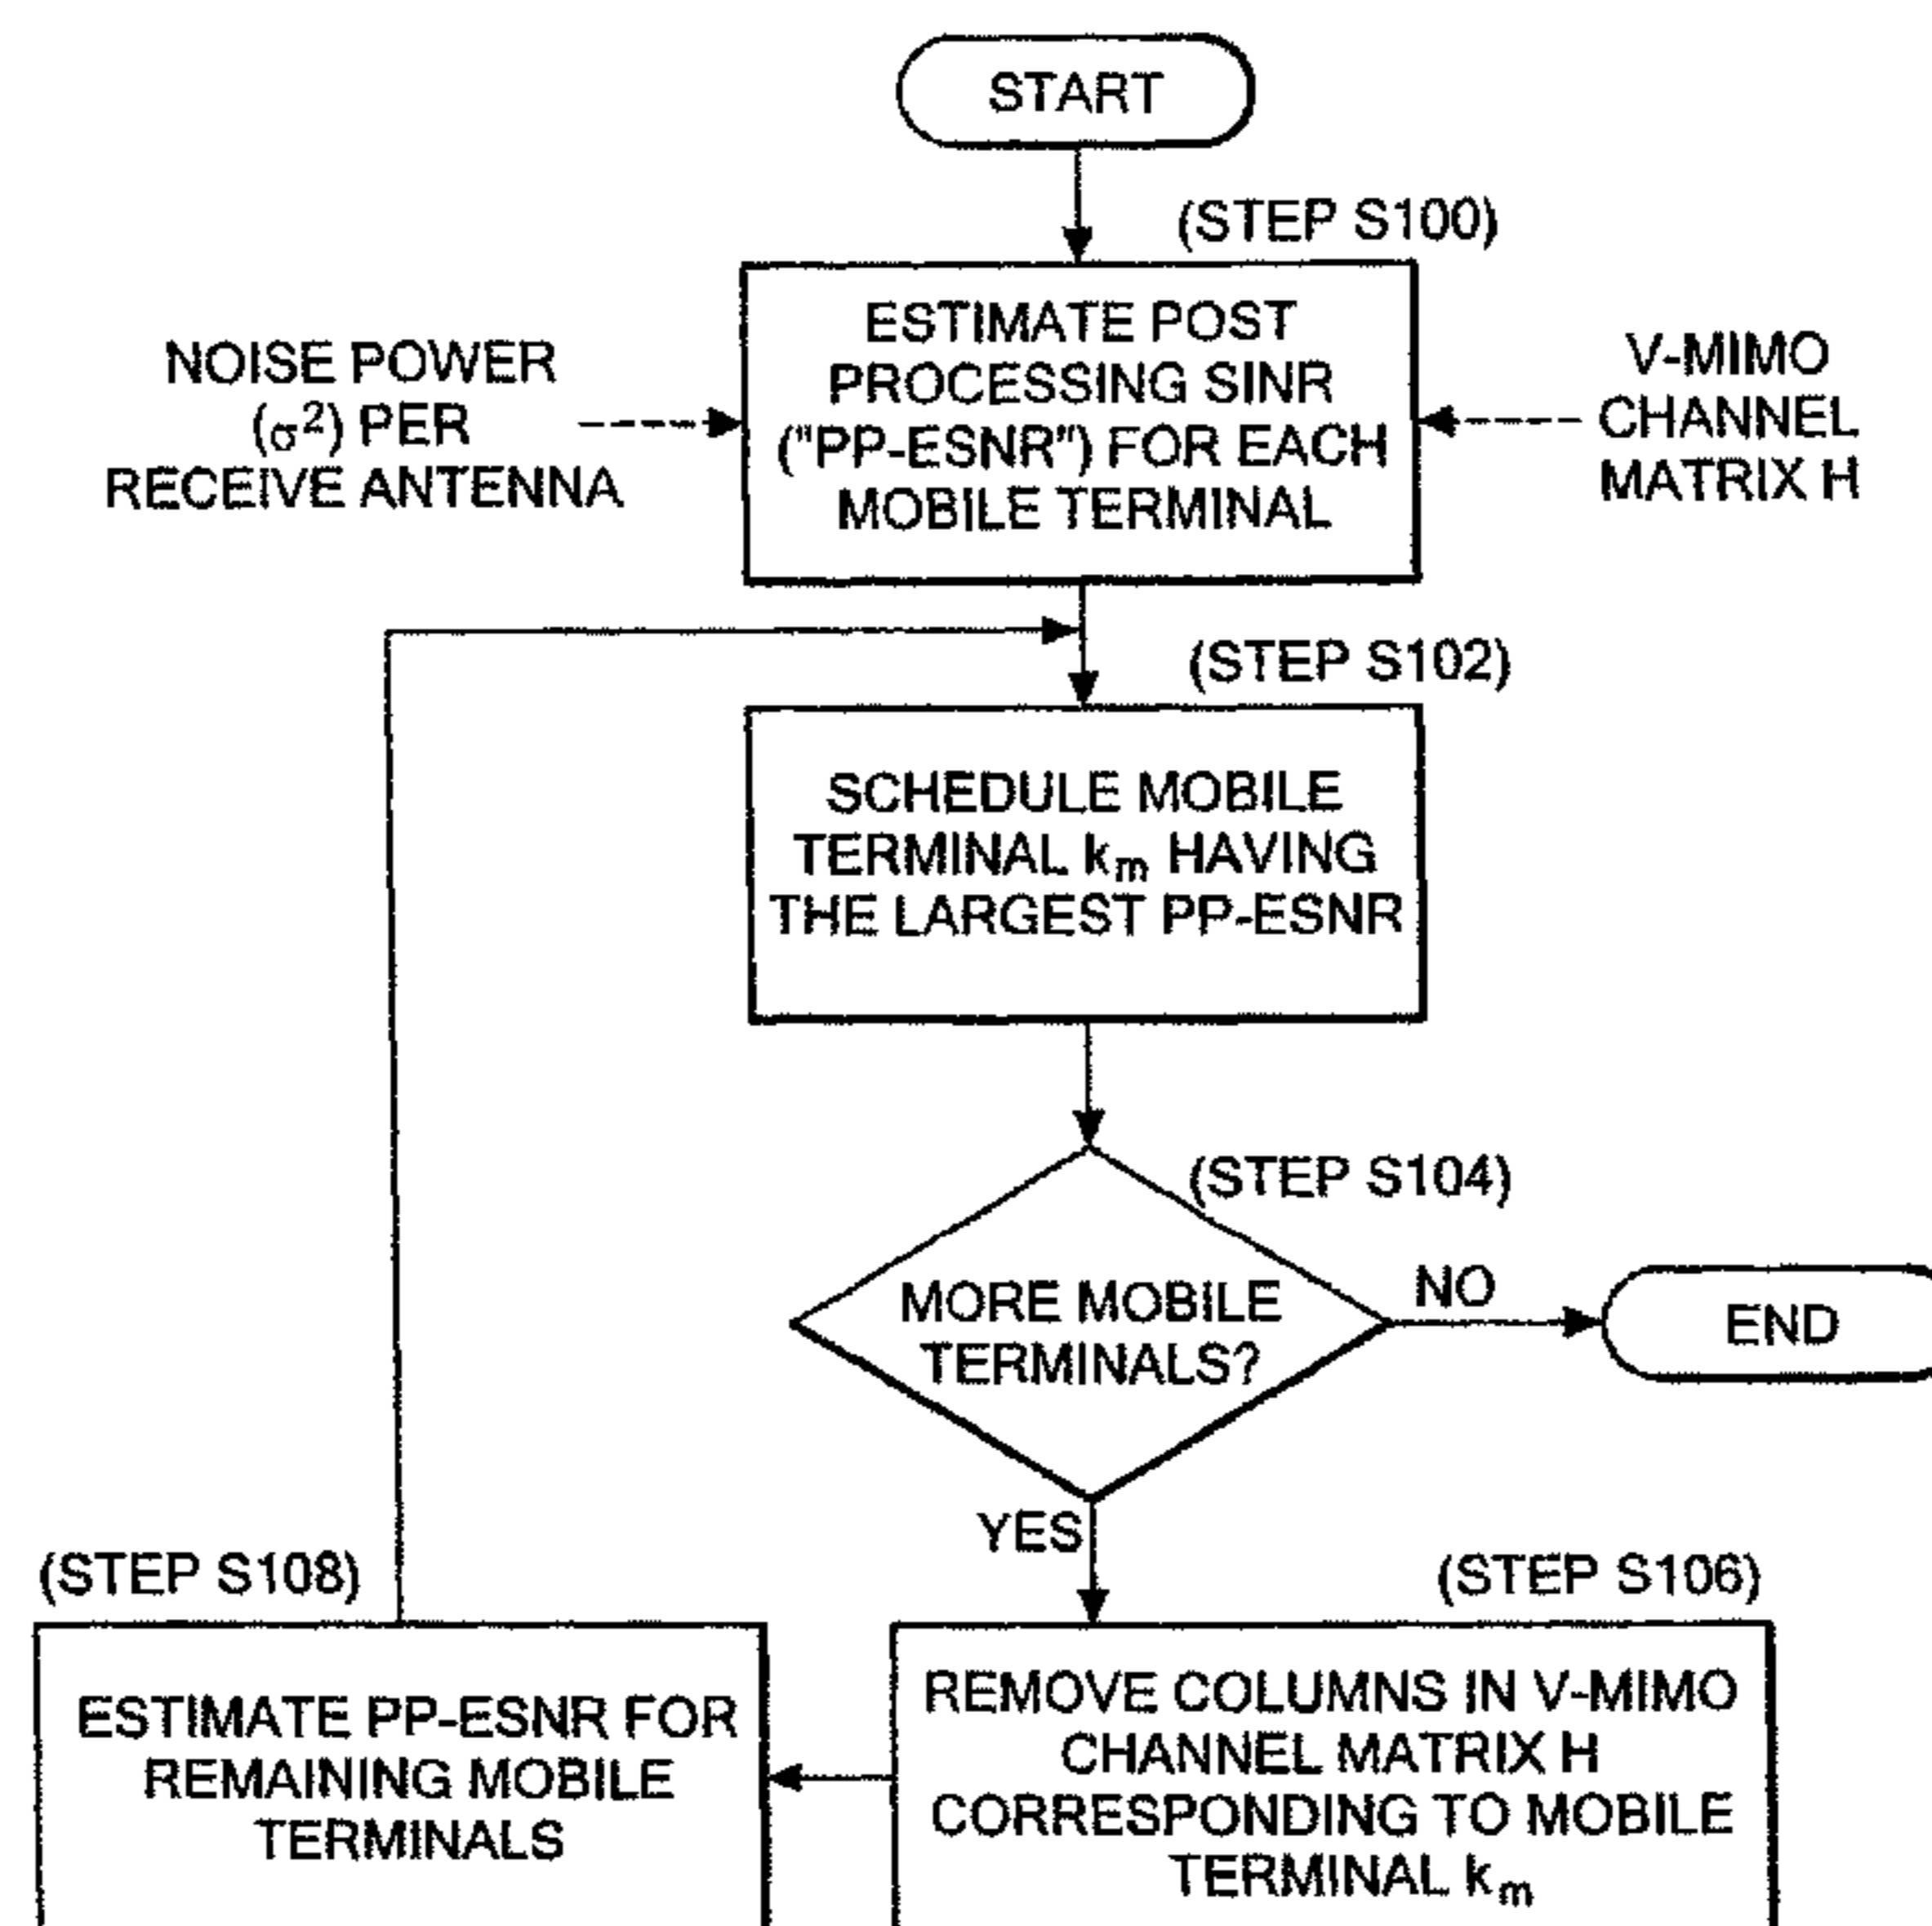 START
(STEP S100)
NOISE POWER
(σ²) PER
RECEIVE ANTENNA
ESTIMATE POST
PROCESSING SINR
("PP-ESNR") FOR EACH
MOBILE TERMINAL
V-MIMO
CHANNEL
MATRIX H
(STEP S102)
SCHEDULE MOBILE
TERMINAL kₘ HAVING
THE LARGEST PP-ESNR
(STEP S104)
MORE MOBILE
TERMINALS?
NO
END
YES
(STEP S108)
(STEP S106)
ESTIMATE PP-ESNR FOR
REMAINING MOBILE
TERMINALS
REMOVE COLUMNS IN V-MIMO
CHANNEL MATRIX H
CORRESPONDING TO MOBILE
TERMINAL kₘ